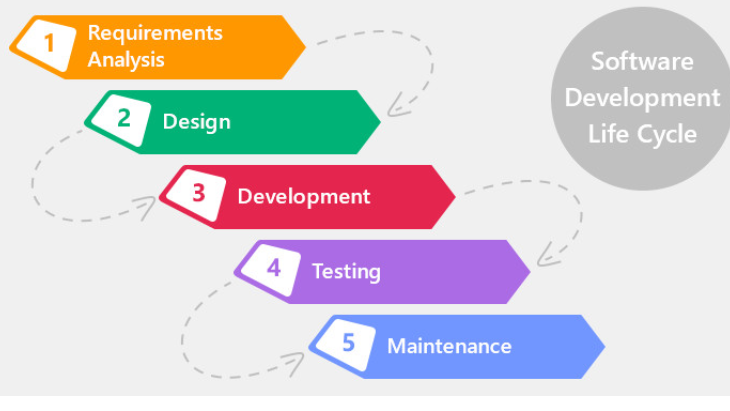 1
Requirements
Analysis
2
Design
3
Development
4
Testing
5
Maintenance
Software
Development
Life Cycle